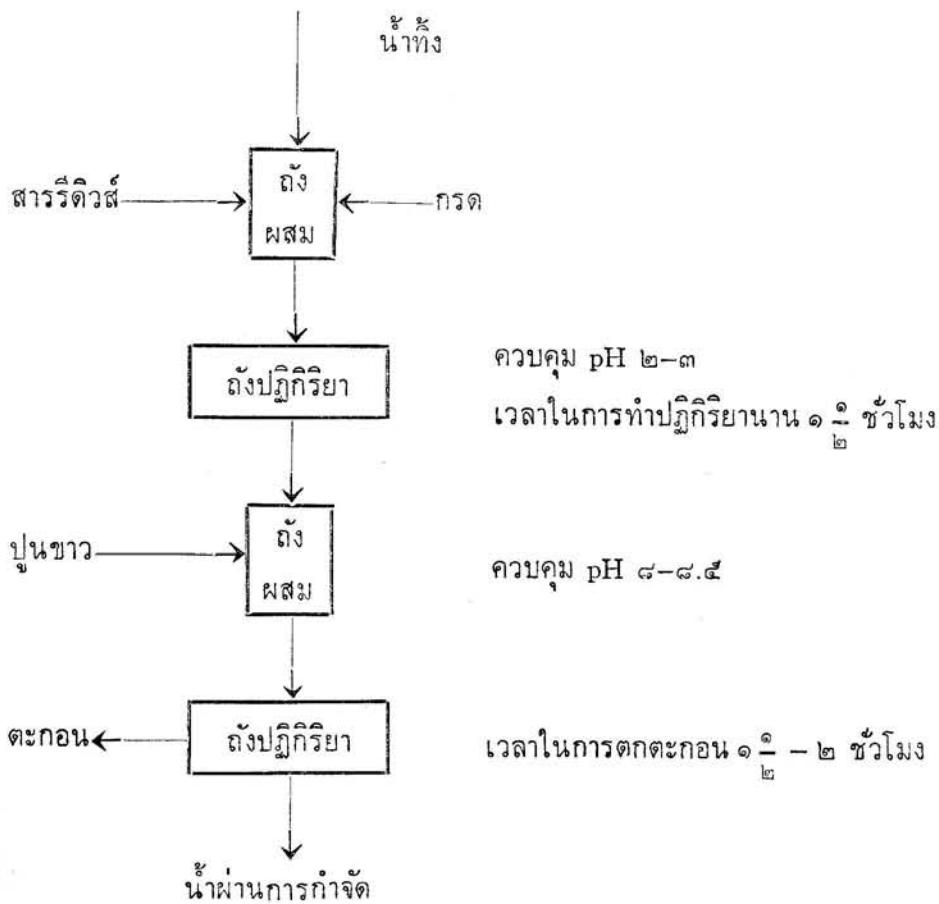 น้ำทิ้ง
สารรีดิวส์
ถัง
ผสม
กรด
ถังปฏิกิริยา
ควบคุม pH ๒-๓
เวลาในการทำปฏิกิริยานาน ๑ ๑/๒ ชั่วโมง
ปูนขาว
ถัง
ผสม
ควบคุม pH ๘-๘.๕
ตะกอน
ถังปฏิกิริยา
เวลาในการตกตะกอน ๑ ๑/๒ - ๒ ชั่วโมง
น้ำผ่านการกำจัด